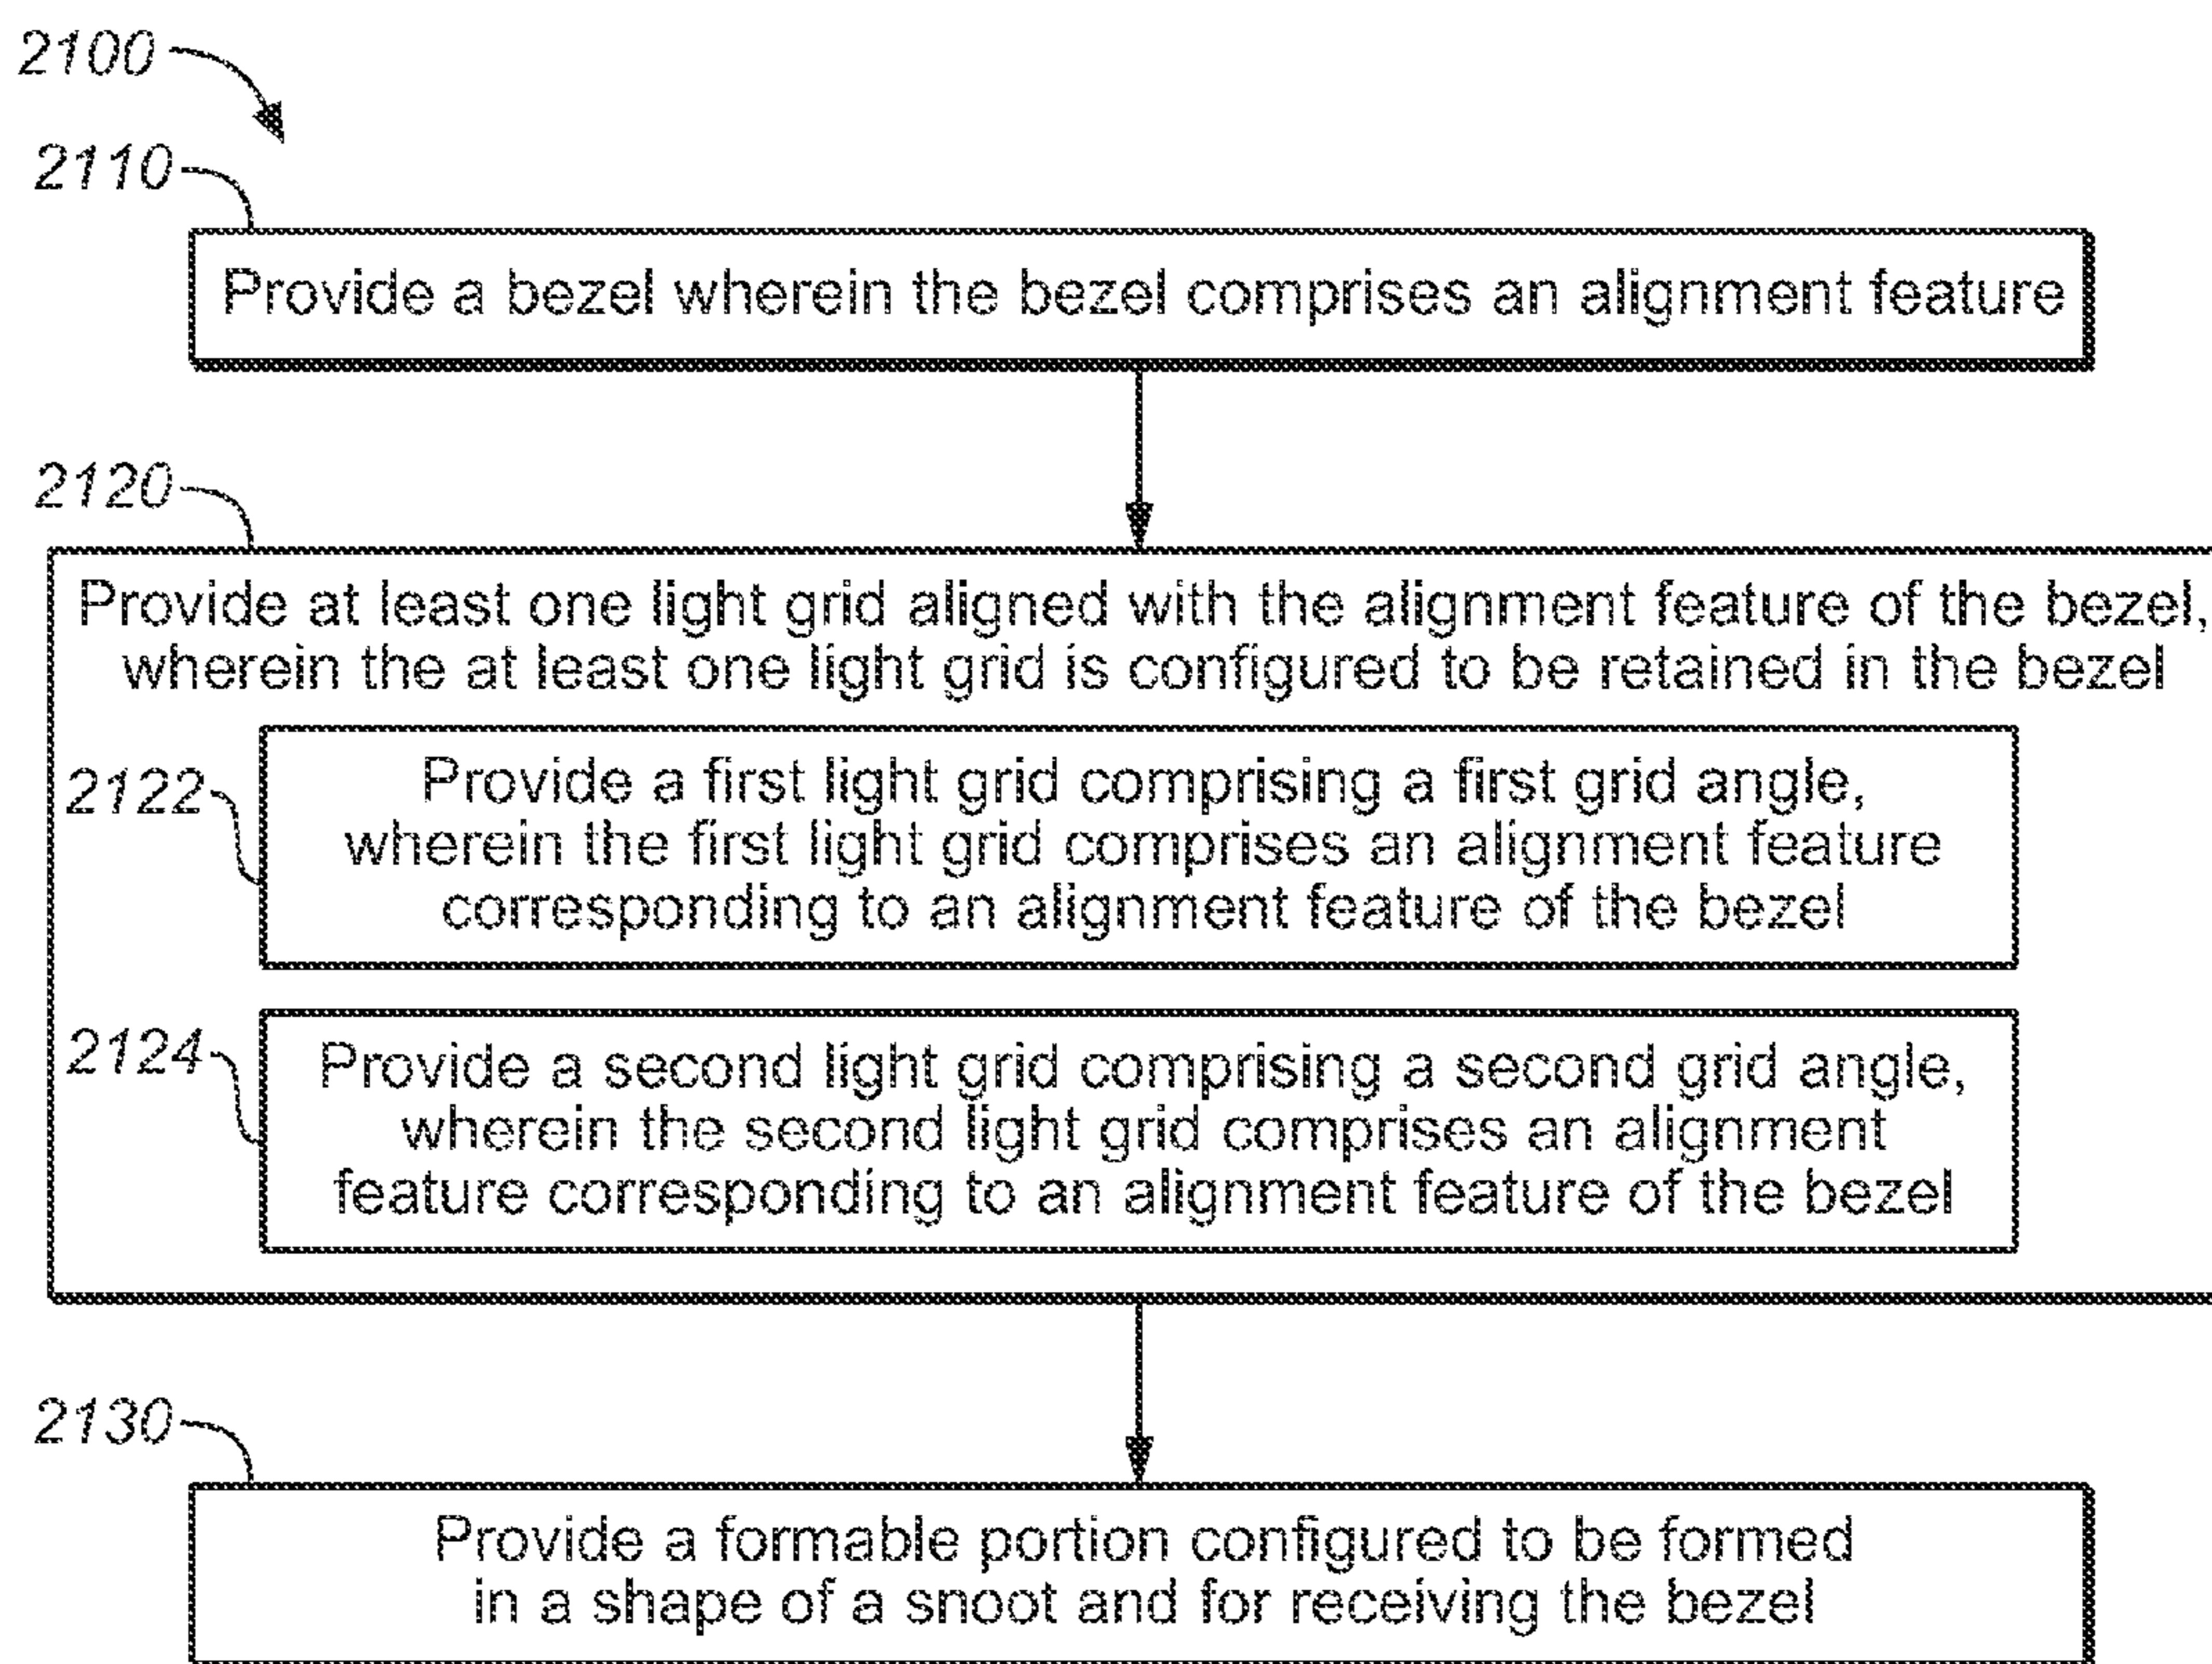 2100
2110
Provide a bezel wherein the bezel comprises an alignment feature
2120
Provide at least one light grid aligned with the alignment feature of the bezel,
wherein the at least one light grid is configured to be retained in the bezel
2122
Provide a first light grid comprising a first grid angle,
wherein the first light grid comprises an alignment feature
corresponding to an alignment feature of the bezel
2124
Provide a second light grid comprising a second grid angle,
wherein the second light grid comprises an alignment
feature corresponding to an alignment feature of the bezel
2130
Provide a formable portion configured to be formed
in a shape of a snoot and for receiving the bezel